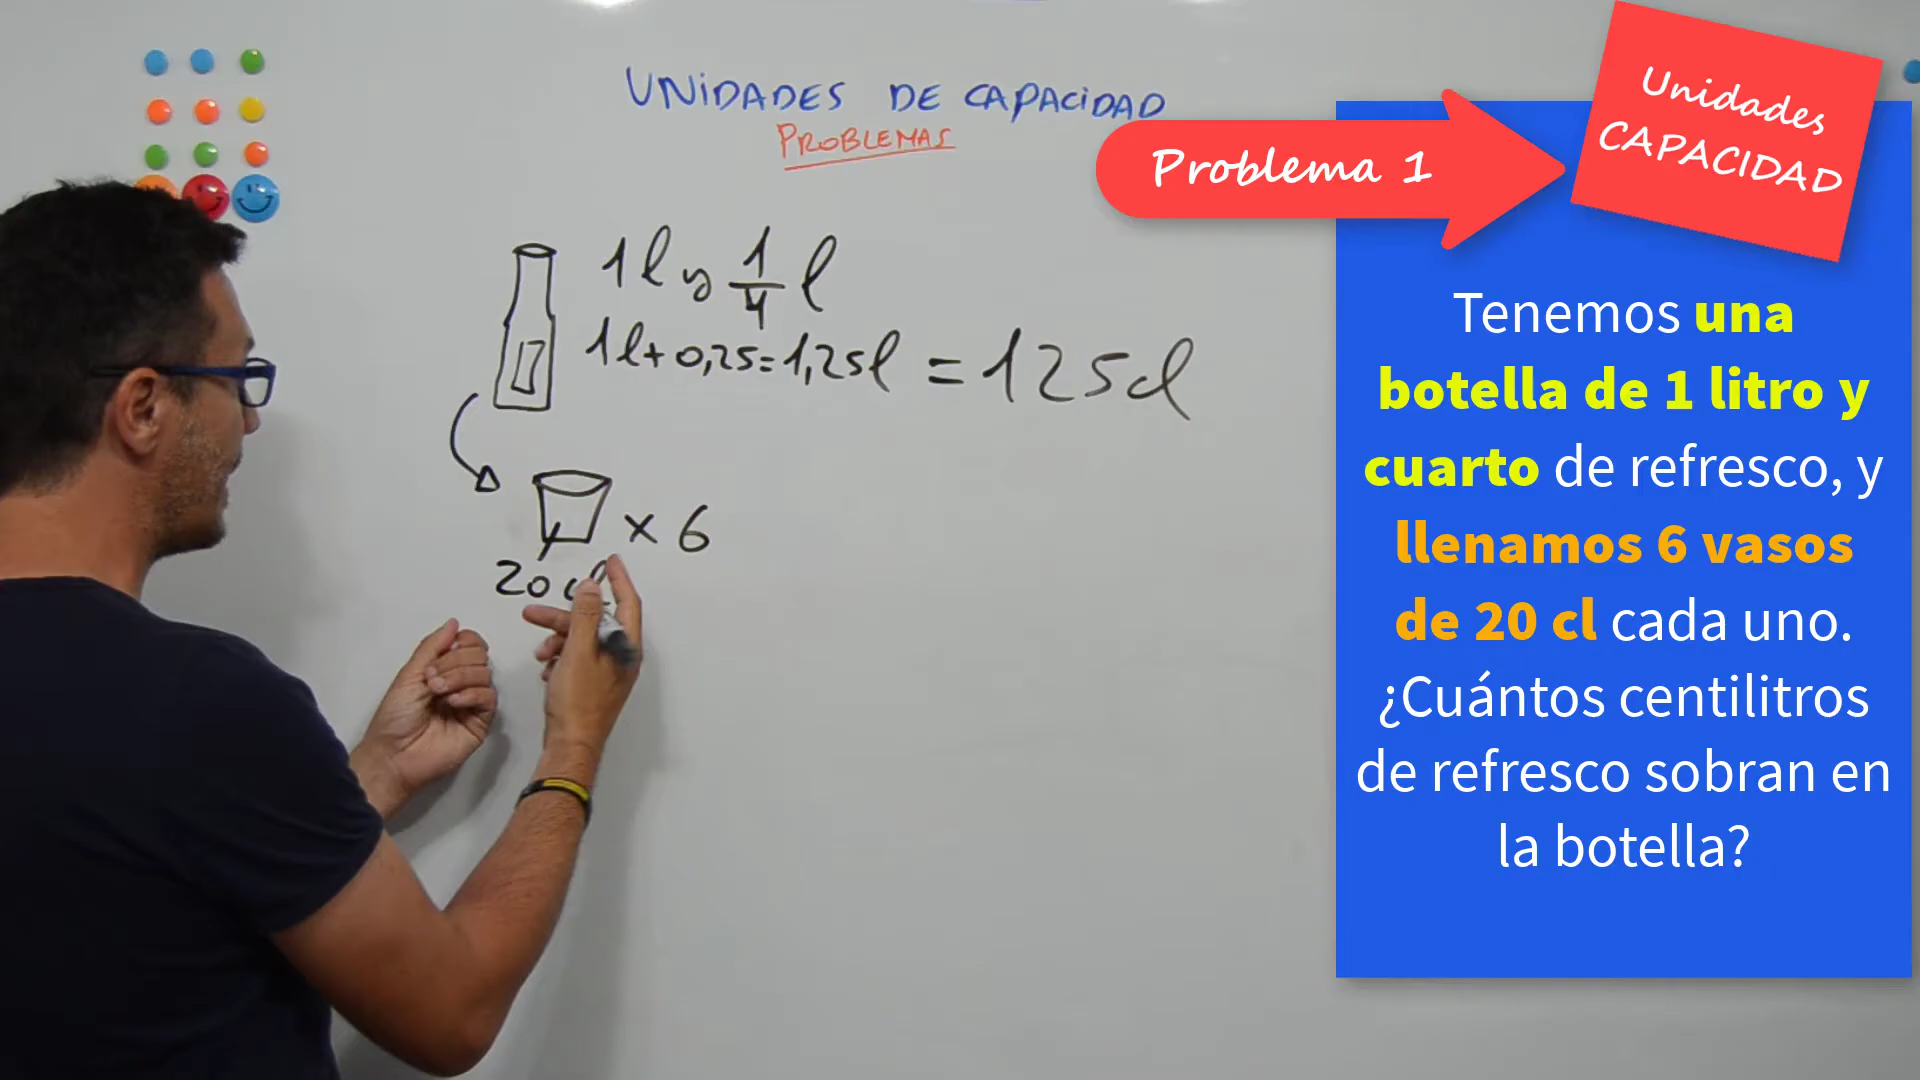 UNIDADES DE CAPACIDAD
PROBLEMAS
1l y 1/4 l
1l+0,25=1,25l = 125cl
x 6
20 cl
Problema 1
Unidades
CAPACIDAD
Tenemos una
botella de 1 litro y
cuarto de refresco, y
llenamos 6 vasos
de 20 cl cada uno.
¿Cuántos centilitros
de refresco sobran en
la botella?